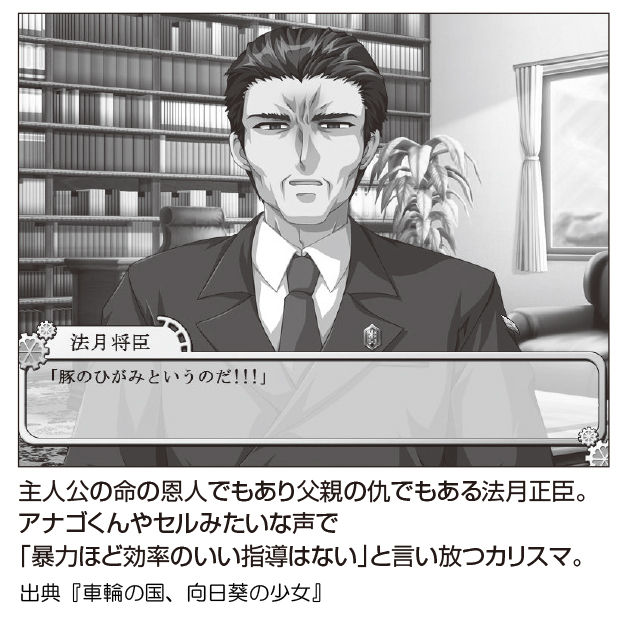 法月将臣
「豚のひがみというのだ!!!」
主人公の命の恩人でもあり父親の仇でもある法月正臣。
アナゴくんやセルみたいな声で
「暴力ほど効率のいい指導はない」と言い放つカリスマ。
出典『車輪の国、向日葵の少女』